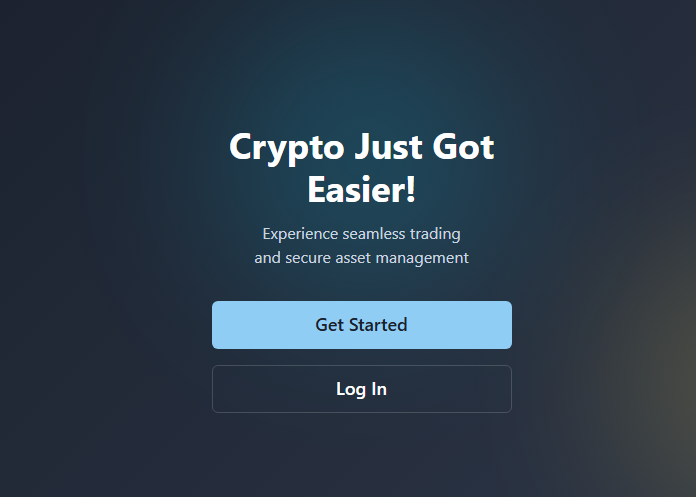 Crypto Just Got
Easier!
Experience seamless trading
and secure asset management
Get Started
Log In